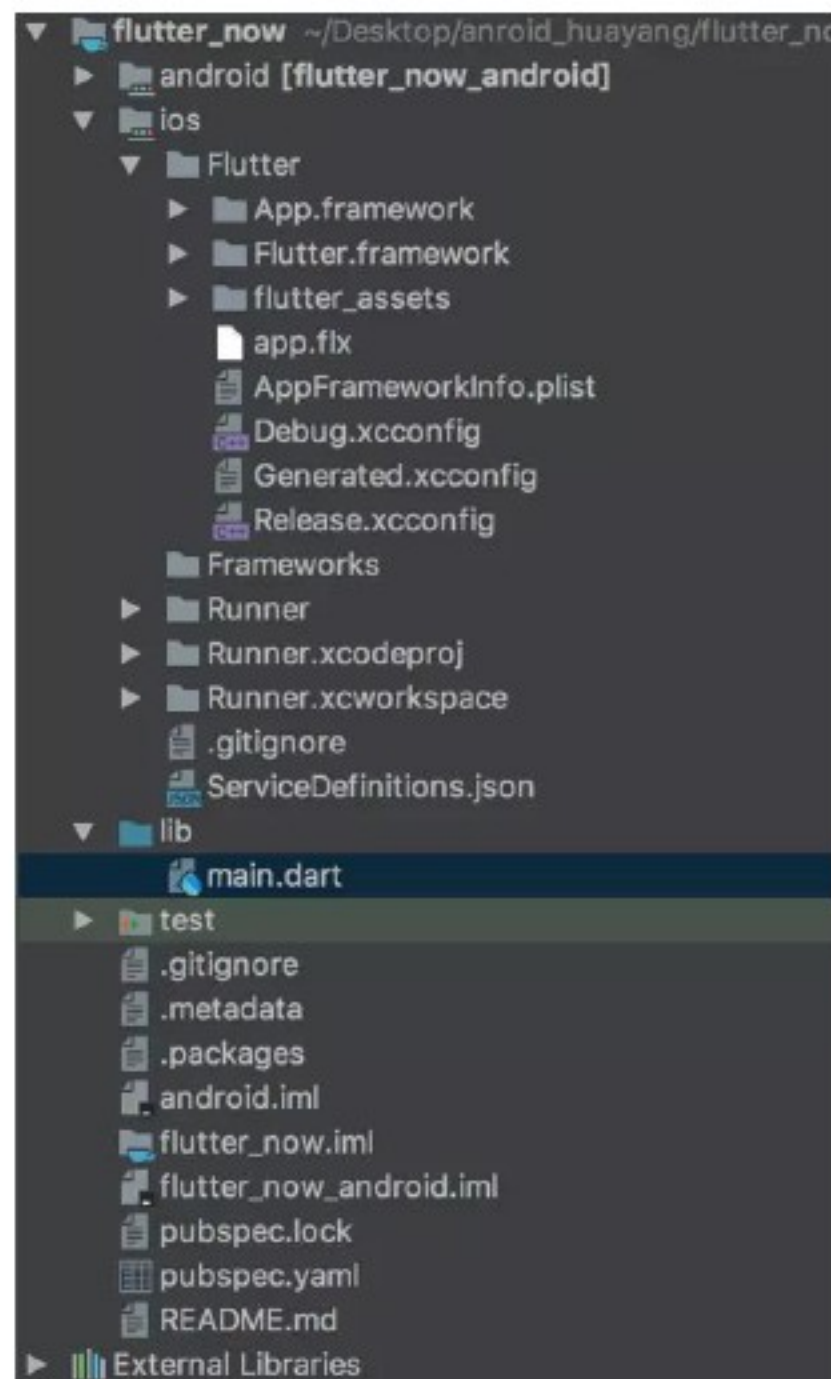 flutter_now ~/Desktop/anroid_huayang/flutter_no
android [flutter_now_android]
ios
Flutter
App.framework
Flutter.framework
flutter_assets
app.flx
AppFrameworkInfo.plist
Debug.xcconfig
Generated.xcconfig
Release.xcconfig
Frameworks
Runner
Runner.xcodeproj
Runner.xcworkspace
.gitignore
ServiceDefinitions.json
lib
main.dart
test
.gitignore
.metadata
.packages
android.iml
flutter_now.iml
flutter_now_android.iml
pubspec.lock
pubspec.yaml
README.md
External Libraries